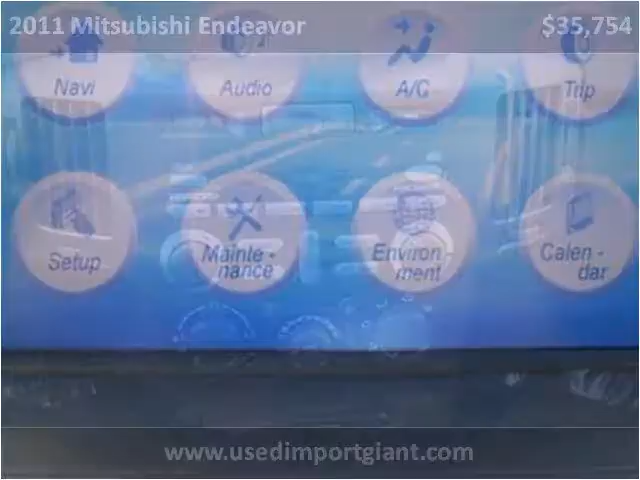 2011 Mitsubishi Endeavor $35,754
Navi Audio A/C Trip
Setup Mainte- nance Environ- ment Calen- dar
www.usedimportgiant.com